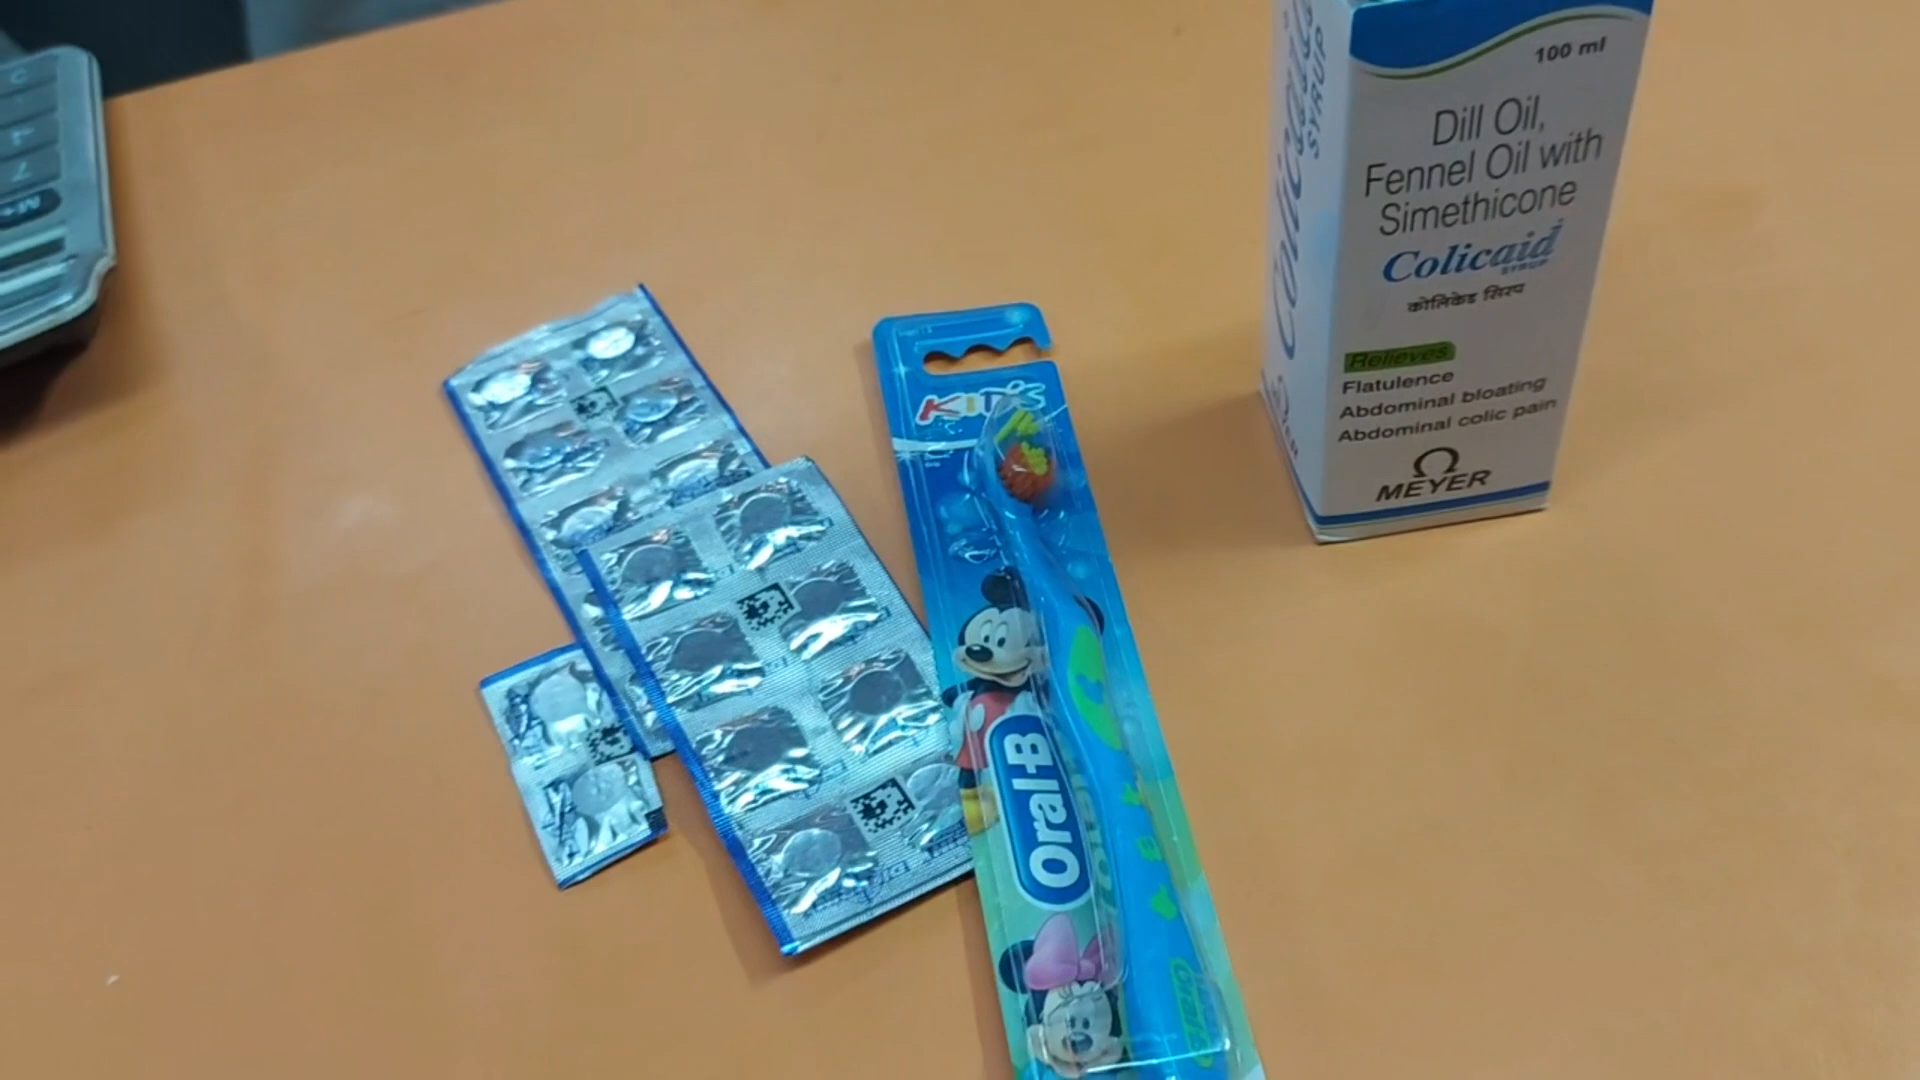 100 ml
Dill Oil,
Fennel Oil with
Simethicone
Colicaid
SYRUP
कोलिकेड सिरप
Relieves
Flatulence
Abdominal bloating
Abdominal colic pain
MEYER
Colicaid
SYRUP
KIDS
Oral-B
M+